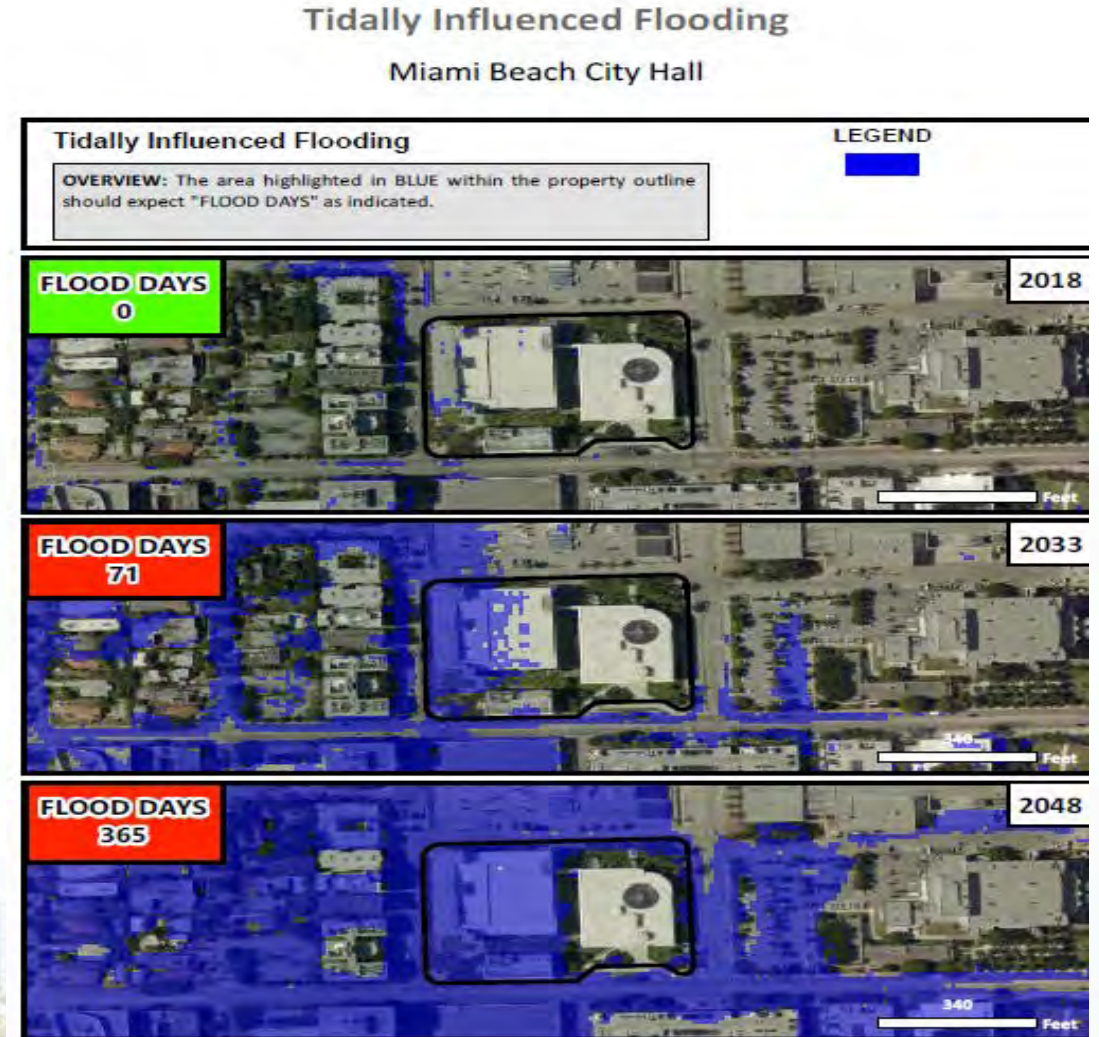 Tidally Influenced Flooding
Miami Beach City Hall
Tidally Influenced Flooding
OVERVIEW: The area highlighted in BLUE within the property outline
should expect "FLOOD DAYS" as indicated.
LEGEND
FLOOD DAYS
0
2018
Feet
FLOOD DAYS
71
2033
340
Feet
FLOOD DAYS
365
2048
340
Feet